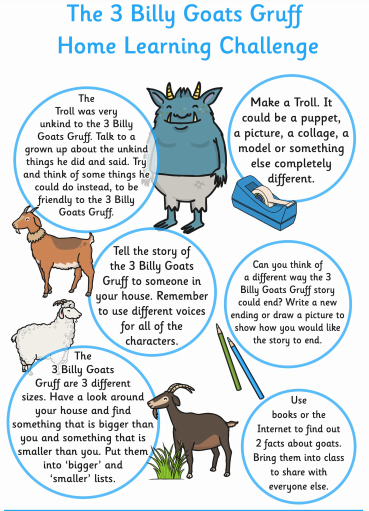 The 3 Billy Goats Gruff
Home Learning Challenge
The
Troll was very
unkind to the 3 Billy
Goats Gruff. Talk to a
grown up about the unkind
things he did and said. Try
and think of some things he
could do instead, to be
friendly to the 3 Billy
Goats Gruff.
Make a Troll. It
could be a puppet,
a picture, a collage, a
model or something
else completely
different.
Tell the story of
the 3 Billy Goats
Gruff to someone in
your house. Remember
to use different voices
for all of the
characters.
Can you think of
a different way the 3
Billy Goats Gruff story
could end? Write a new
ending or draw a picture to
show how you would like
the story to end.
The
3 Billy Goats
Gruff are 3 different
sizes. Have a look around
your house and find
something that is bigger than
you and something that is
smaller than you. Put them
into ‘bigger’ and
‘smaller’ lists.
Use
books or the
Internet to find out
2 facts about goats.
Bring them into class
to share with
everyone else.